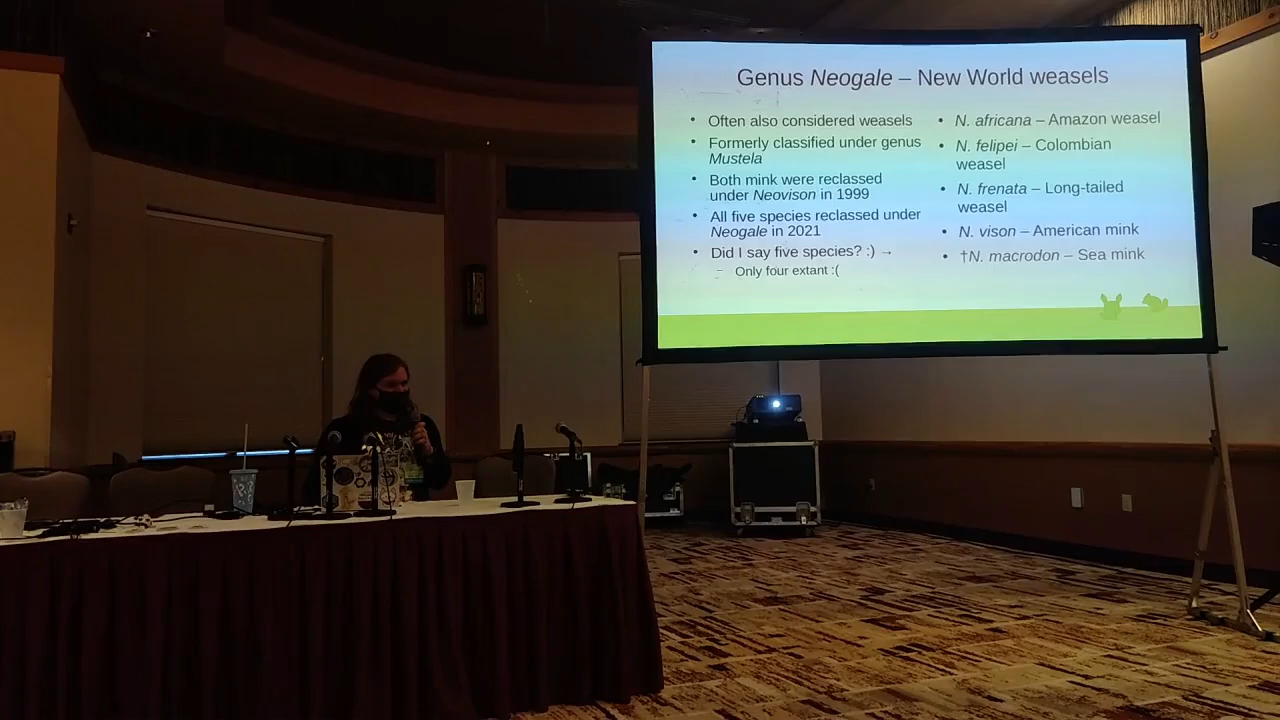 Genus Neogale – New World weasels
• Often also considered weasels
• Formerly classified under genus
Mustela
• Both mink were reclassed
under Neovison in 1999
• All five species reclassed under
Neogale in 2021
• Did I say five species? :) →
– Only four extant :(
• N. africana – Amazon weasel
• N. felipei – Colombian
weasel
• N. frenata – Long-tailed
weasel
• N. vison – American mink
• †N. macrodon – Sea mink